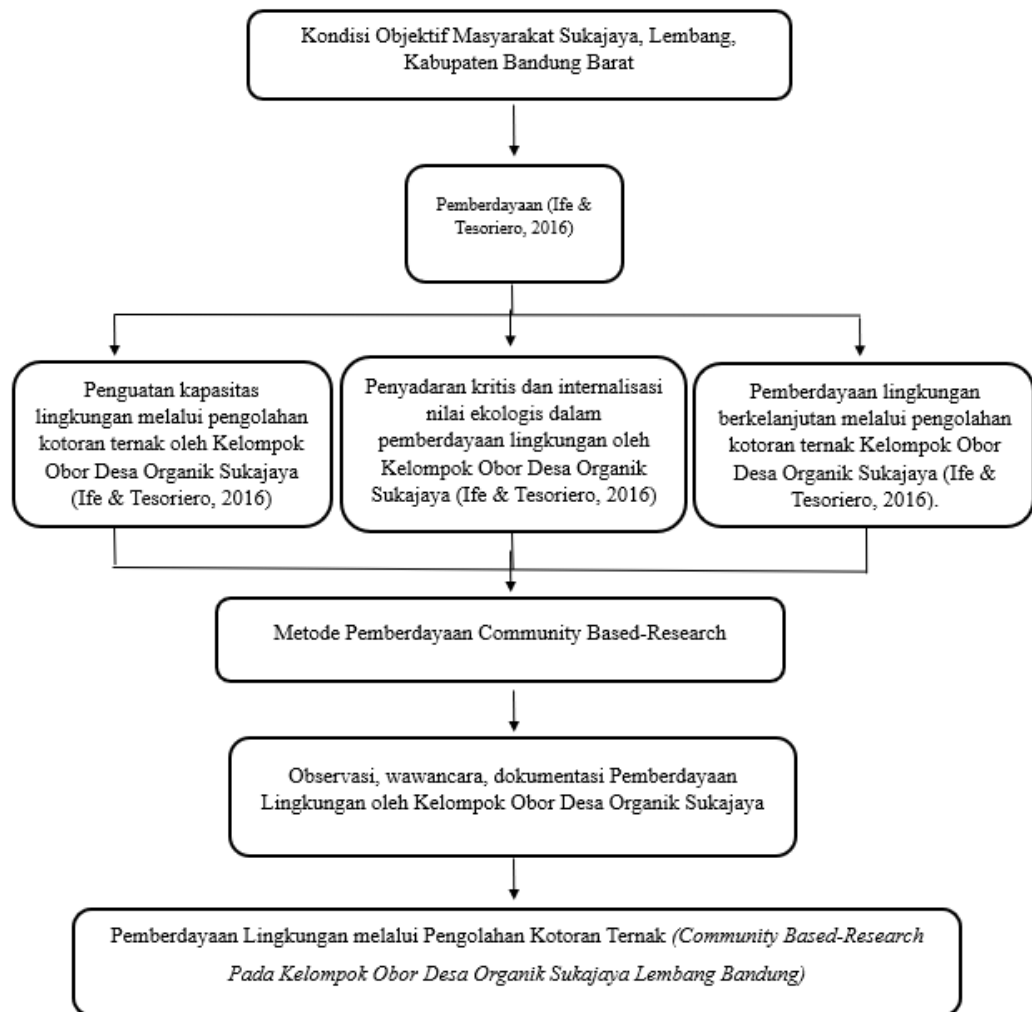 Kondisi Objektif Masyarakat Sukajaya, Lembang,
Kabupaten Bandung Barat
Pemberdayaan (Ife &
Tesoriero, 2016)
Penguatan kapasitas
lingkungan melalui pengolahan
kotoran ternak oleh Kelompok
Obor Desa Organik Sukajaya
(Ife & Tesoriero, 2016)
Penyadaran kritis dan internalisasi
nilai ekologis dalam
pemberdayaan lingkungan oleh
Kelompok Obor Desa Organik
Sukajaya (Ife & Tesoriero, 2016)
Pemberdayaan lingkungan
berkelanjutan melalui pengolahan
kotoran ternak Kelompok Obor
Desa Organik Sukajaya (Ife &
Tesoriero, 2016).
Metode Pemberdayaan Community Based-Research
Observasi, wawancara, dokumentasi Pemberdayaan
Lingkungan oleh Kelompok Obor Desa Organik Sukajaya
Pemberdayaan Lingkungan melalui Pengolahan Kotoran Ternak (Community Based-Research
Pada Kelompok Obor Desa Organik Sukajaya Lembang Bandung)